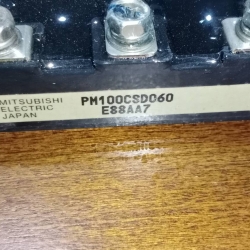 MITSUBISHI
ELECTRIC
JAPAN
PM100CSD060
E88AA7